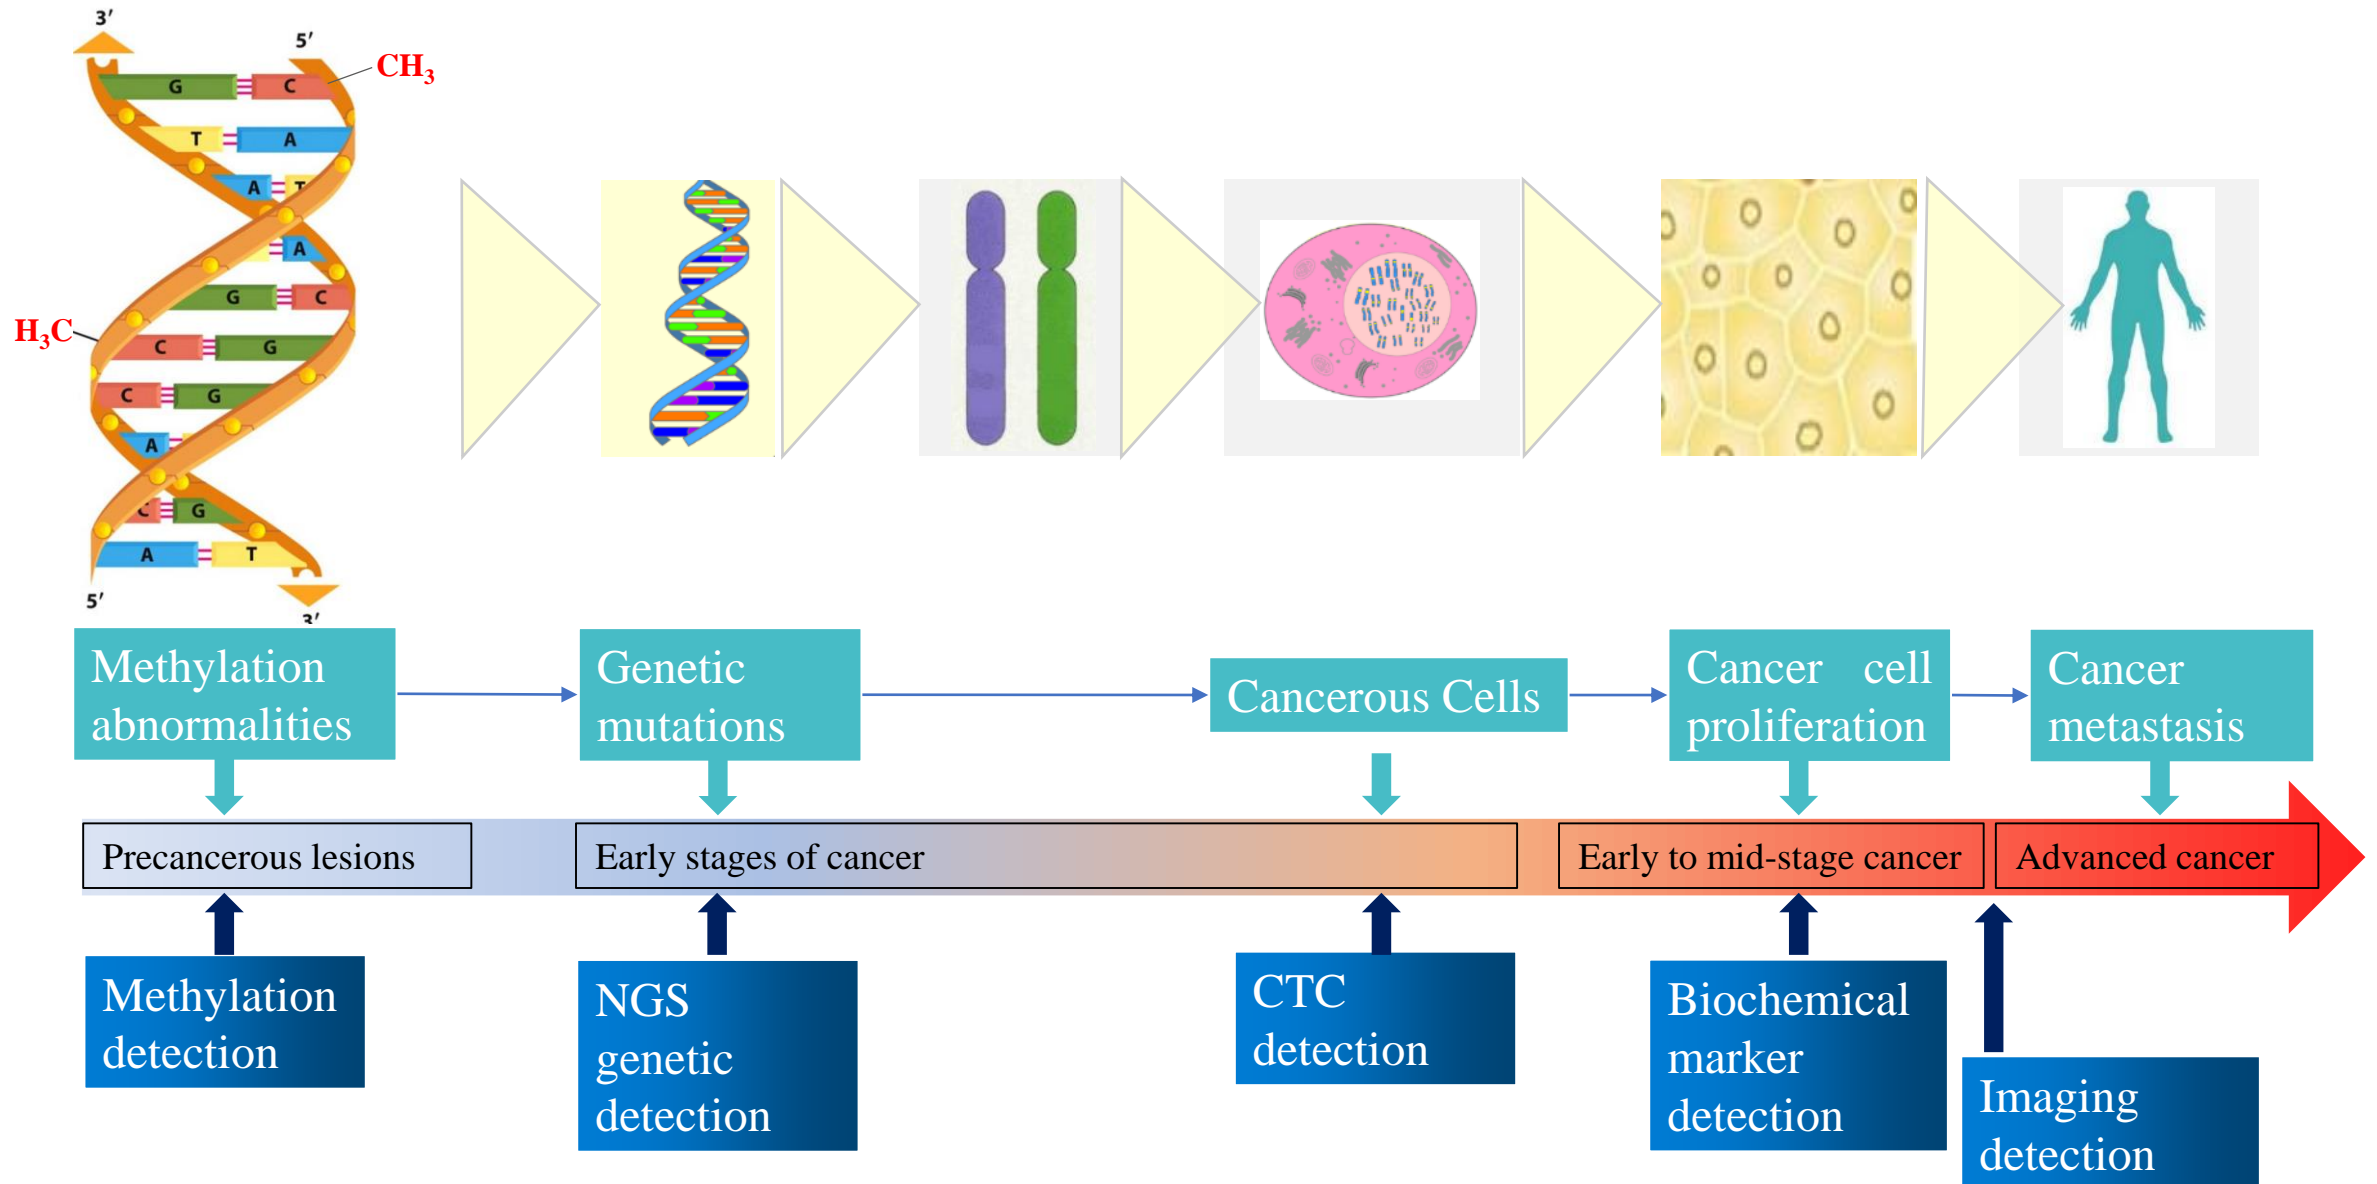 3′
5′
CH3
G C
T A
A T
A
G C
H3C
C G
C G
A
C G
A T
5′
3′
Methylation
abnormalities
Genetic
mutations
Cancerous Cells
Cancer cell
proliferation
Cancer
metastasis
Precancerous lesions
Early stages of cancer
Early to mid-stage cancer
Advanced cancer
Methylation
detection
NGS
genetic
detection
CTC
detection
Biochemical
marker
detection
Imaging
detection